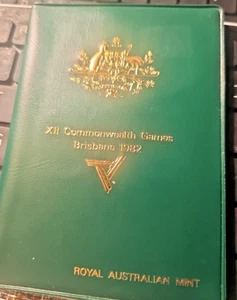 XII Commonwealth Games
Brisbane 1982
ROYAL AUSTRALIAN MINT